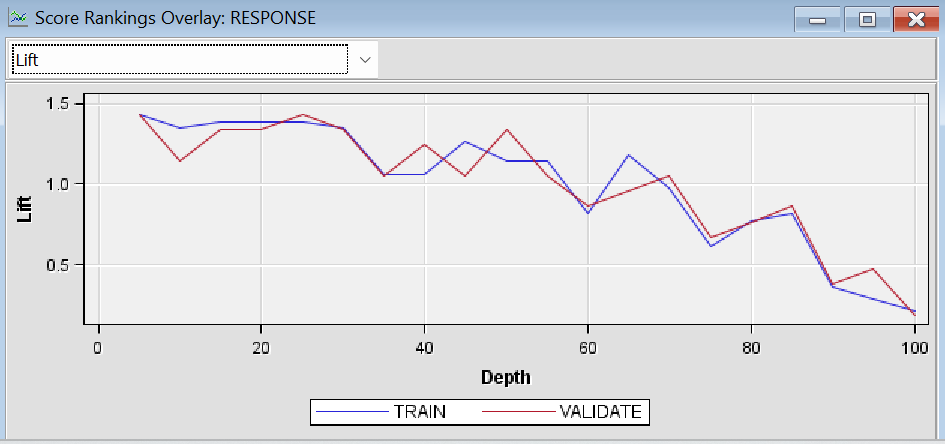 Score Rankings Overlay: RESPONSE
Lift
1.5
1.0
0.5
Lift
0 20 40 60 80 100
Depth
TRAIN VALIDATE